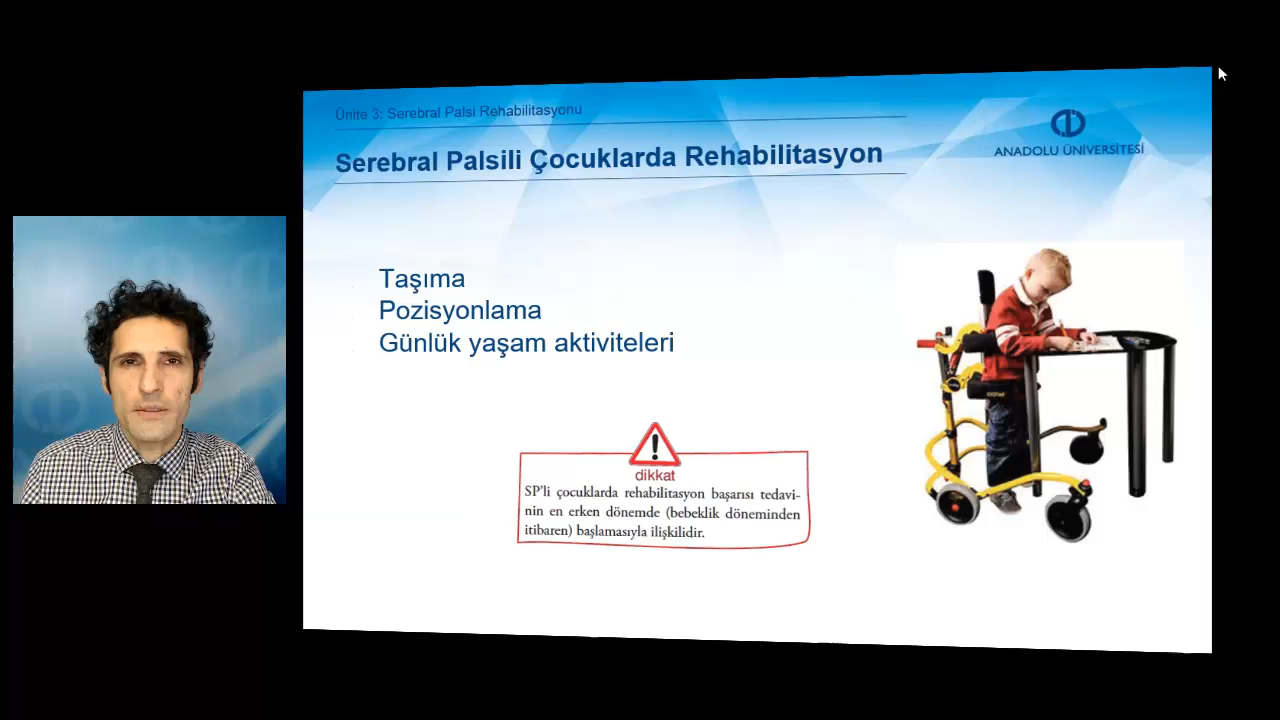 Ünite 3: Serebral Palsi Rehabilitasyonu
Serebral Palsili Çocuklarda Rehabilitasyon
ANADOLU ÜNİVERSİTESİ
Taşıma
Pozisyonlama
Günlük yaşam aktiviteleri
dikkat
SP'li çocuklarda rehabilitasyon başarısı tedavi-
nin en erken dönemde (bebeklik döneminden
itibaren) başlamasıyla ilişkilidir.